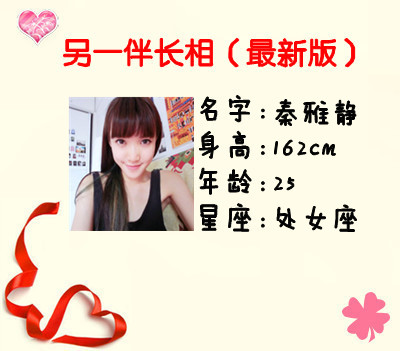 另一伴长相（最新版）
名字：秦雅静
身高：162cm
年龄：25
星座：处女座